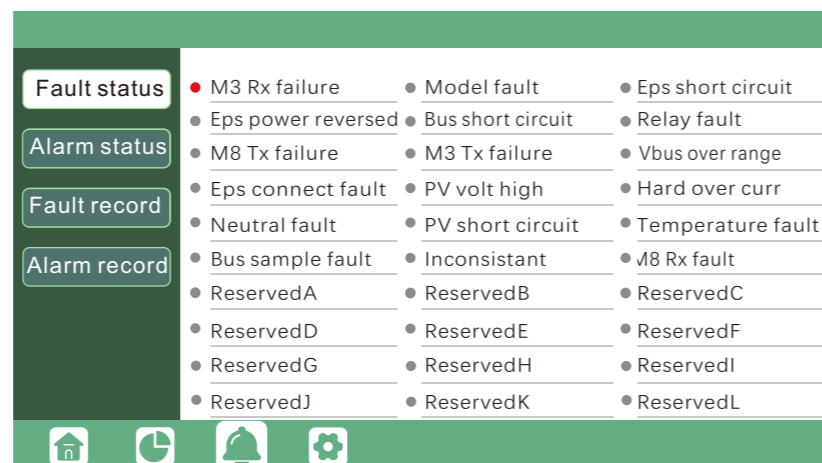 Fault status
Alarm status
Fault record
Alarm record
M3 Rx failure Model fault Eps short circuit
Eps power reversed Bus short circuit Relay fault
M8 Tx failure M3 Tx failure Vbus over range
Eps connect fault PV volt high Hard over curr
Neutral fault PV short circuit Temperature fault
Bus sample fault Inconsistant M8 Rx fault
ReservedA ReservedB ReservedC
ReservedD ReservedE ReservedF
ReservedG ReservedH ReservedI
ReservedJ ReservedK ReservedL